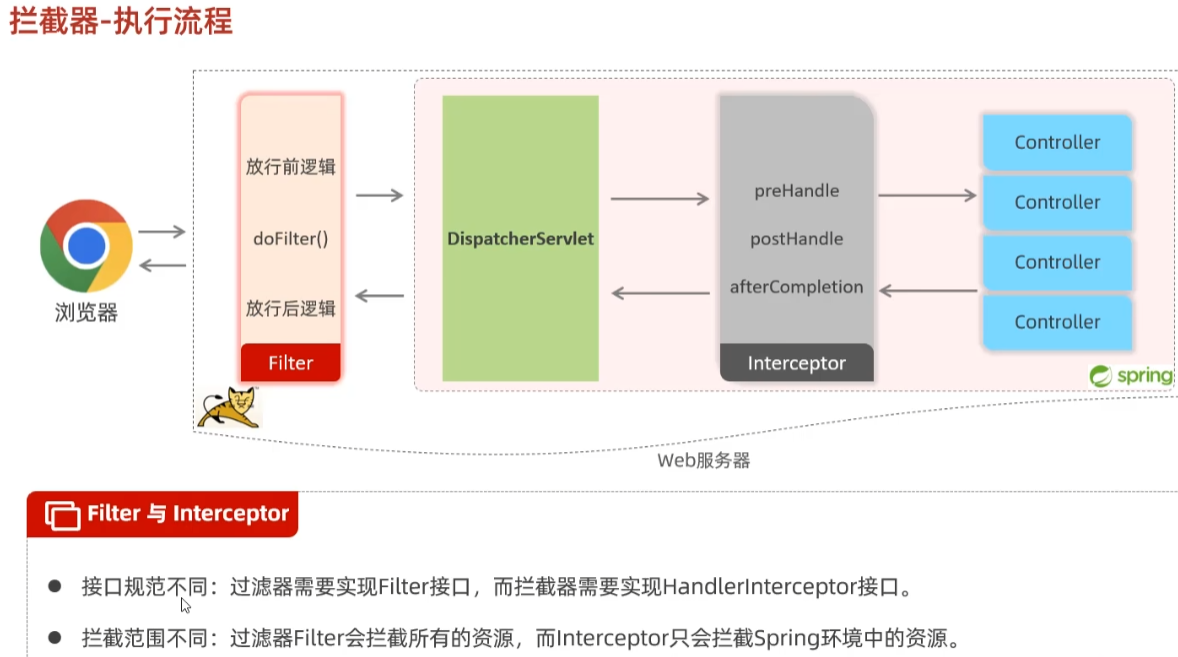 拦截器-执行流程
放行前逻辑
doFilter()
放行后逻辑
Filter
浏览器
DispatcherServlet
preHandle
postHandle
afterCompletion
Interceptor
Controller
Controller
Controller
Controller
spring
Web服务器
Filter 与 Interceptor
接口规范不同：过滤器需要实现Filter接口，而拦截器需要实现HandlerInterceptor接口。
拦截范围不同：过滤器Filter会拦截所有的资源，而Interceptor只会拦截Spring环境中的资源。